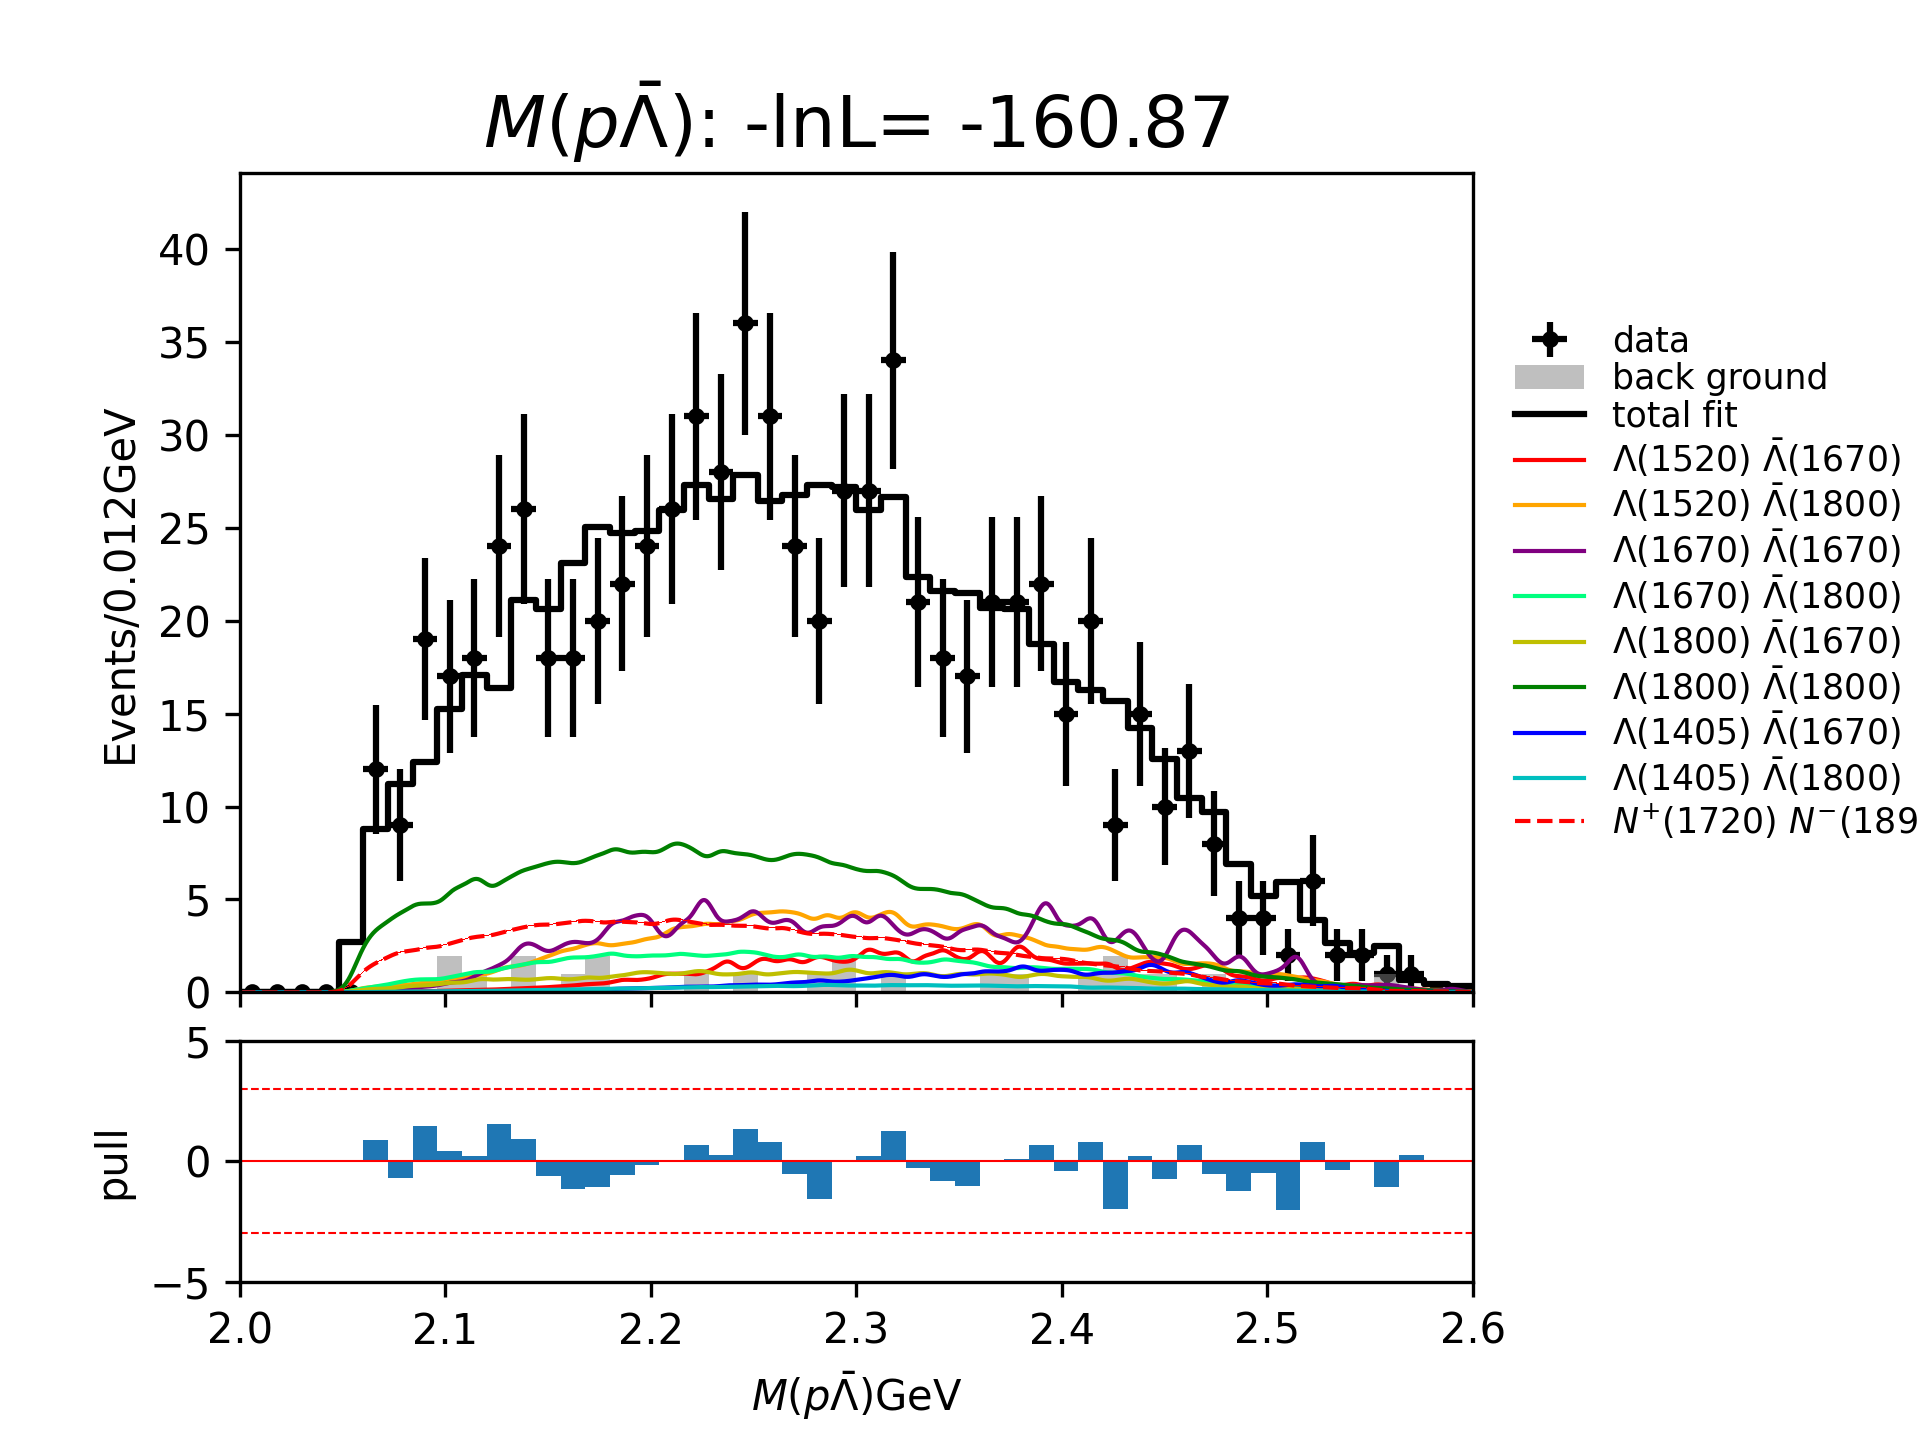 M(pΛ̄): -lnL= -160.87
Events/0.012GeV
40
35
30
25
20
15
10
5
0
data
back ground
total fit
Λ(1520) Λ̄(1670)
Λ(1520) Λ̄(1800)
Λ(1670) Λ̄(1670)
Λ(1670) Λ̄(1800)
Λ(1800) Λ̄(1670)
Λ(1800) Λ̄(1800)
Λ(1405) Λ̄(1670)
Λ(1405) Λ̄(1800)
N⁺(1720) N⁻(189
pull
5
0
−5
2.0 2.1 2.2 2.3 2.4 2.5 2.6
M(pΛ̄)GeV